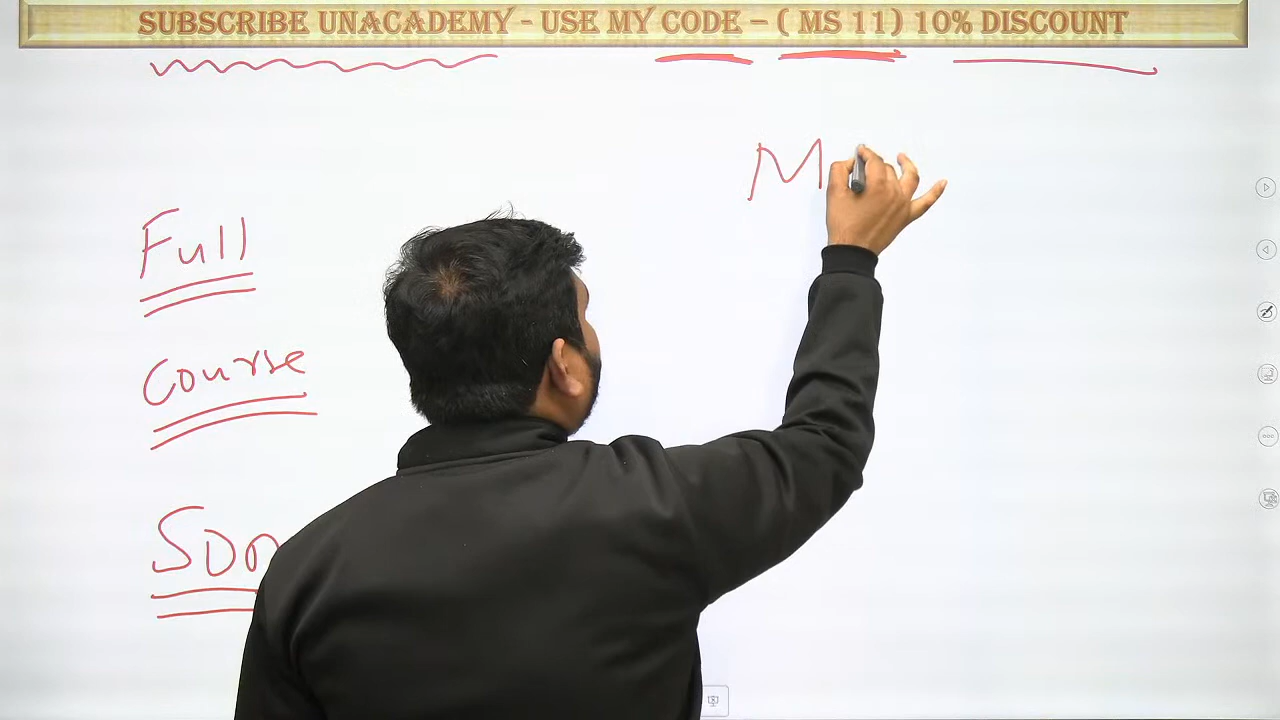 SUBSCRIBE UNACADEMY - USE MY CODE – ( MS 11) 10% DISCOUNT
M
Full
Course